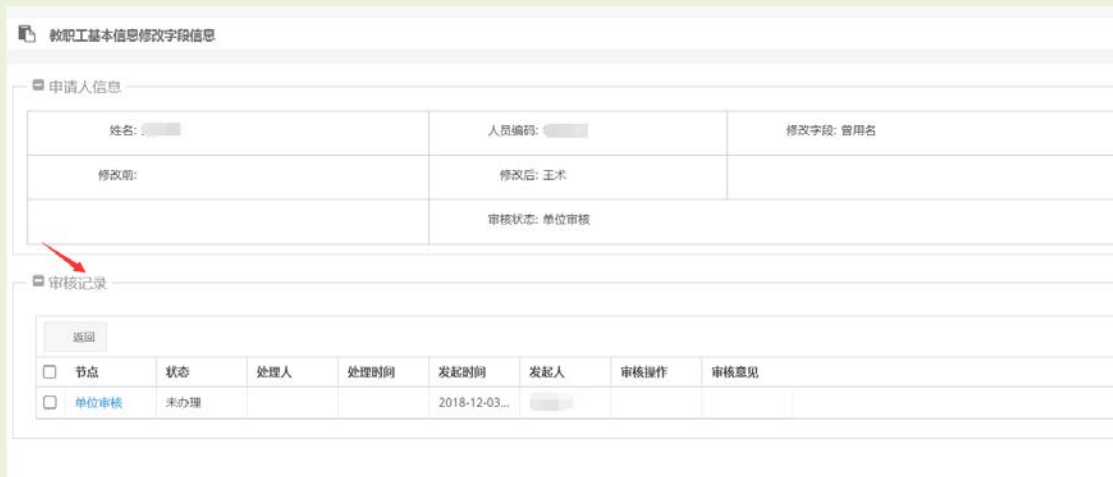 教职工基本信息修改字段信息
申请人信息
姓名: 人员编码: 修改字段: 曾用名
修改前: 修改后: 王术
审核状态: 单位审核
审核记录
返回
节点 状态 处理人 处理时间 发起时间 发起人 审核操作 审核意见
单位审核 未办理 2018-12-03...